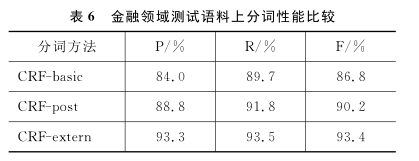 表 6 金融领域测试语料上分词性能比较
分词方法 P/% R/% F/%
CRF-basic 84.0 89.7 86.8
CRF-post 88.8 91.8 90.2
CRF-extern 93.3 93.5 93.4